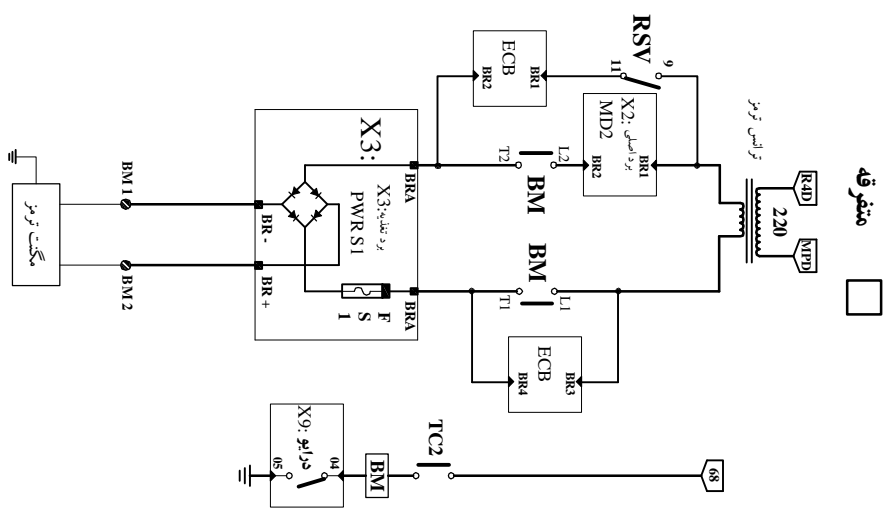 متفرقه
R4D
220
MPD
ترانس ترمز
RSV
9
11
ECB
BR1
BR2
X2: برد اصلی
MD2
BR1
BR2
L2
T2
BM
BM
L1
T1
ECB
BR3
BR4
X3:
BRA
X3: برد تغذیه
PWR S1
BRA
F
S
1
BR -
BR +
BM 1
BM 2
مگنت ترمز
68
TC2
BM
X9: درایو
04
05